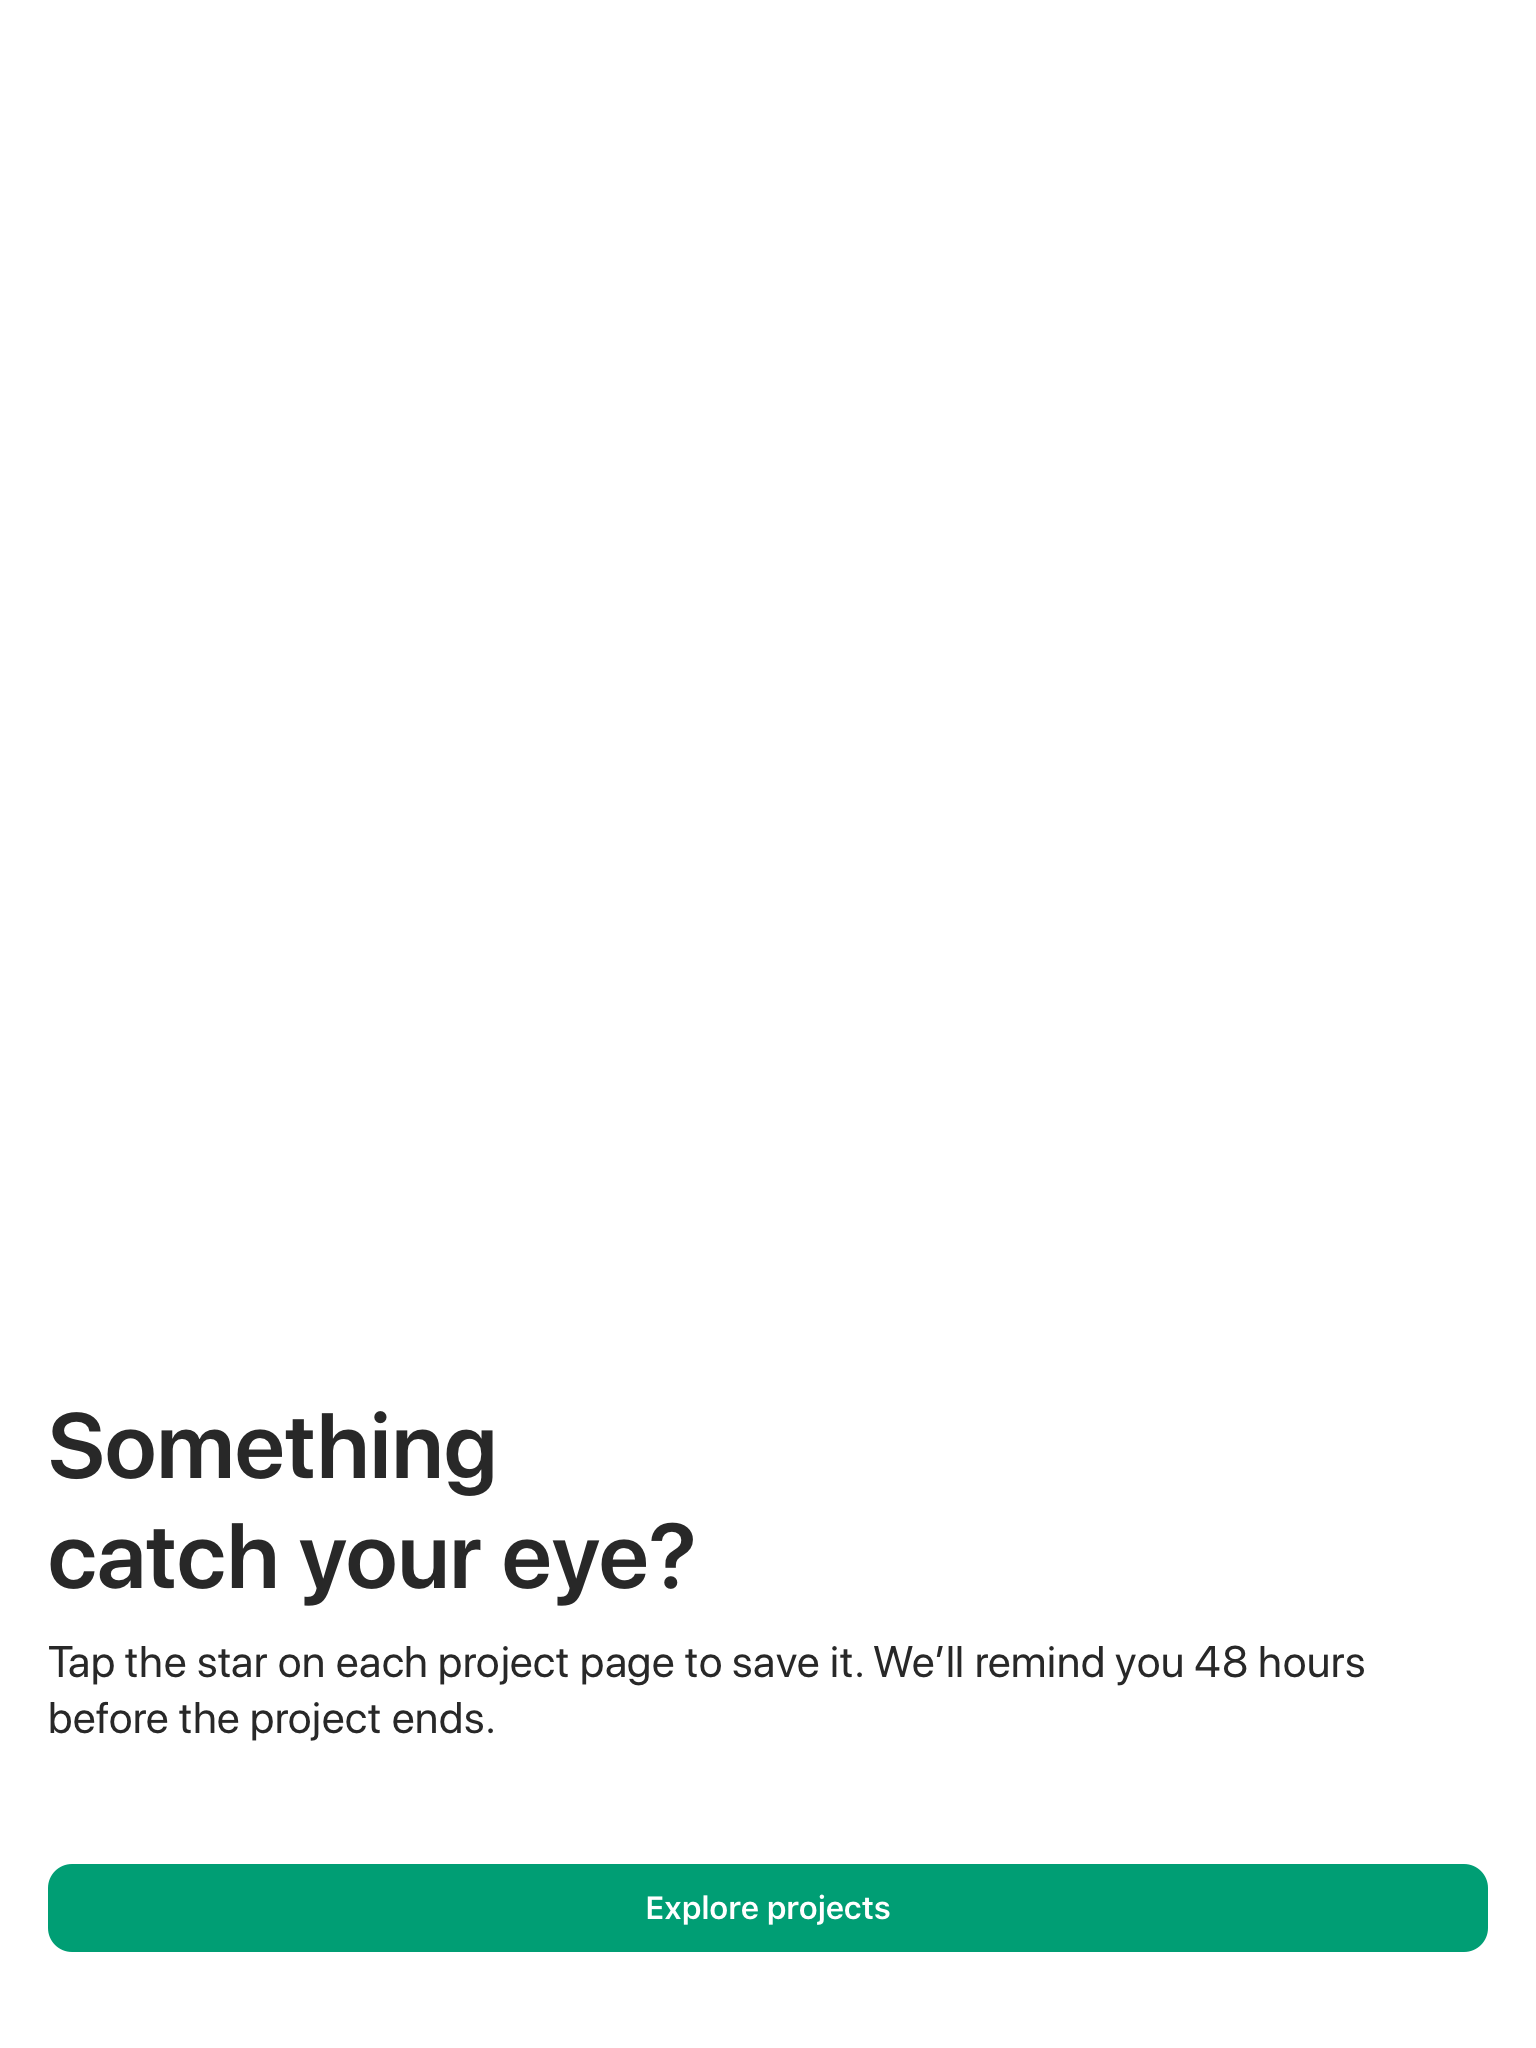 Something
catch your eye?
Tap the star on each project page to save it. We’ll remind you 48 hours
before the project ends.
Explore projects